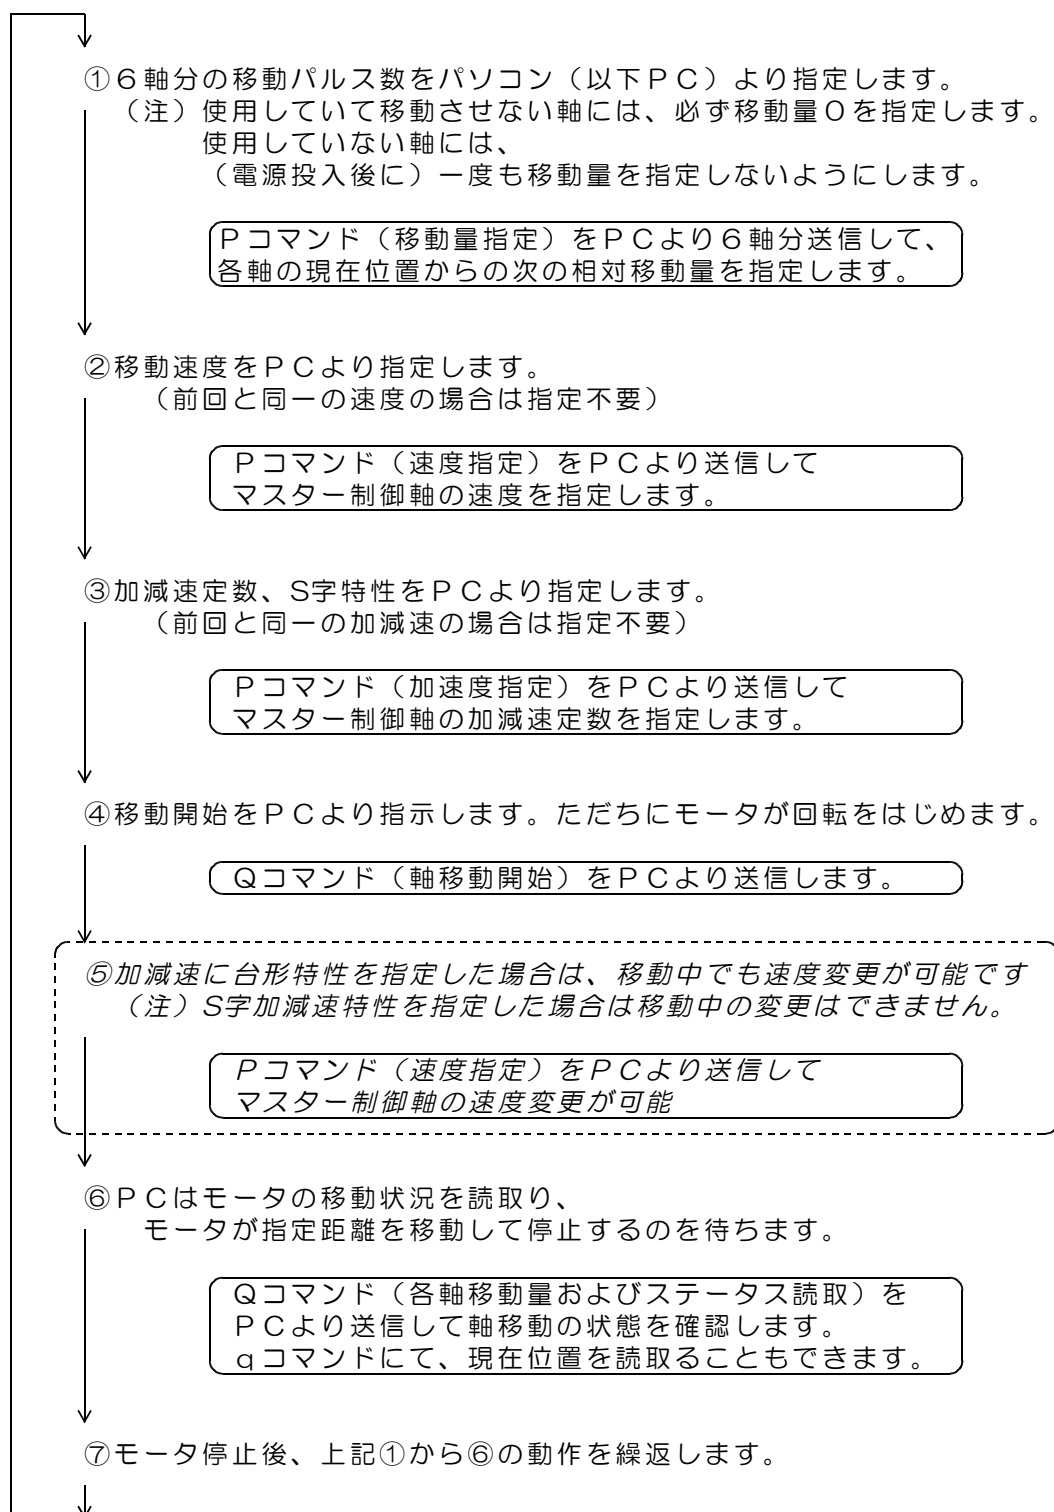 ①６軸分の移動パルス数をパソコン（以下ＰＣ）より指定します。
（注）使用していて移動させない軸には、必ず移動量０を指定します。
使用していない軸には、
（電源投入後に）一度も移動量を指定しないようにします。
Ｐコマンド（移動量指定）をＰＣより６軸分送信して、
各軸の現在位置からの次の相対移動量を指定します。
②移動速度をＰＣより指定します。
（前回と同一の速度の場合は指定不要）
Ｐコマンド（速度指定）をＰＣより送信して
マスター制御軸の速度を指定します。
③加減速定数、S字特性をＰＣより指定します。
（前回と同一の加減速の場合は指定不要）
Ｐコマンド（加速度指定）をＰＣより送信して
マスター制御軸の加減速定数を指定します。
④移動開始をＰＣより指示します。ただちにモータが回転をはじめます。
Ｑコマンド（軸移動開始）をＰＣより送信します。
⑤加減速に台形特性を指定した場合は、移動中でも速度変更が可能です
（注）S字加減速特性を指定した場合は移動中の変更はできません。
Ｐコマンド（速度指定）をＰＣより送信して
マスター制御軸の速度変更が可能
⑥ＰＣはモータの移動状況を読取り、
モータが指定距離を移動して停止するのを待ちます。
Ｑコマンド（各軸移動量およびステータス読取）を
ＰＣより送信して軸移動の状態を確認します。
ｑコマンドにて、現在位置を読取ることもできます。
⑦モータ停止後、上記①から⑥の動作を繰返します。